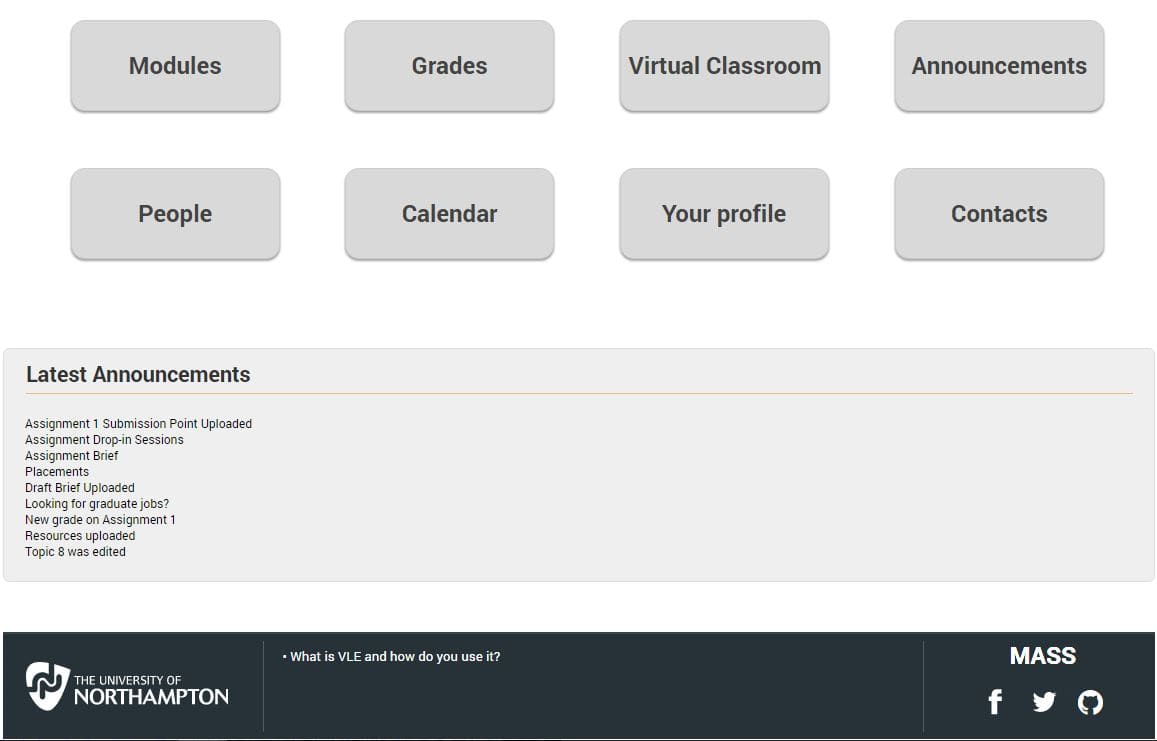 Modules
Grades
Virtual Classroom
Announcements
People
Calendar
Your profile
Contacts
Latest Announcements
Assignment 1 Submission Point Uploaded
Assignment Drop-in Sessions
Assignment Brief
Placements
Draft Brief Uploaded
Looking for graduate jobs?
New grade on Assignment 1
Resources uploaded
Topic 8 was edited
THE UNIVERSITY OF
NORTHAMPTON
• What is VLE and how do you use it?
MASS